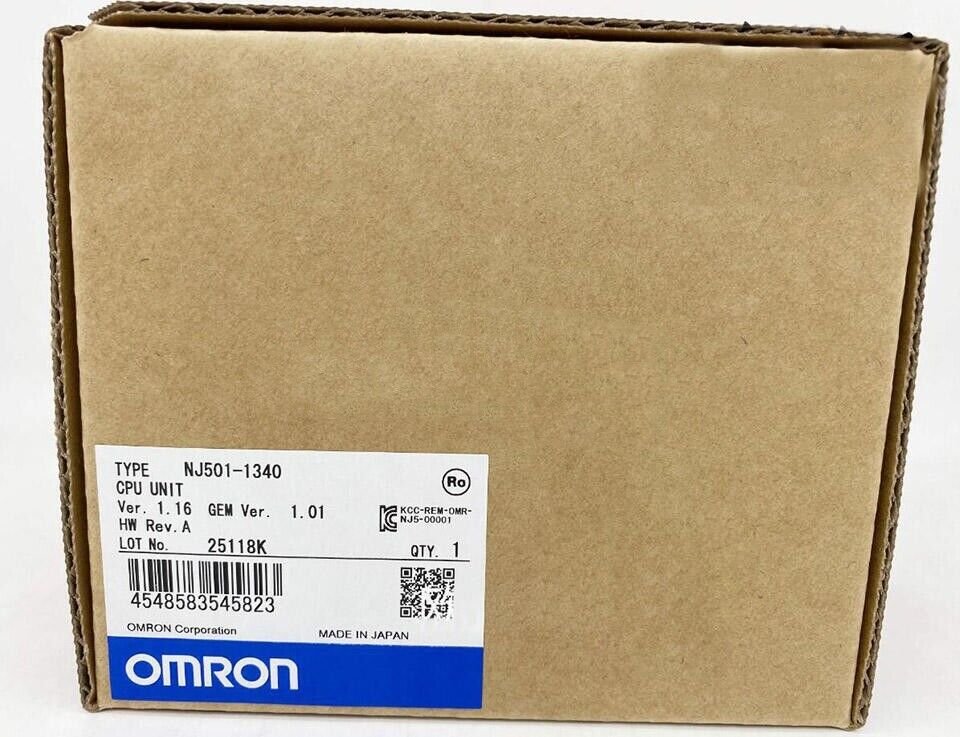 TYPE NJ501-1340
CPU UNIT
Ro
Ver. 1.16 GEM Ver. 1.01
HW Rev.A
KCC-REM-OMR-
NJ5-00001
LOT No. 25118K
QTY. 1
4548583545823
OMRON Corporation MADE IN JAPAN
OMRON